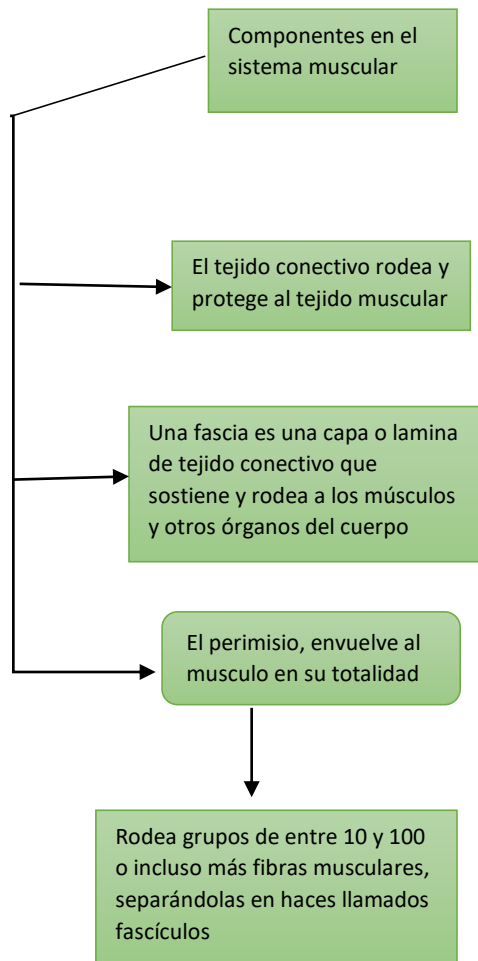 Componentes en el
sistema muscular
El tejido conectivo rodea y
protege al tejido muscular
Una fascia es una capa o lamina
de tejido conectivo que
sostiene y rodea a los músculos
y otros órganos del cuerpo
El perimisio, envuelve al
musculo en su totalidad
Rodea grupos de entre 10 y 100
o incluso más fibras musculares,
separándolas en haces llamados
fascículos